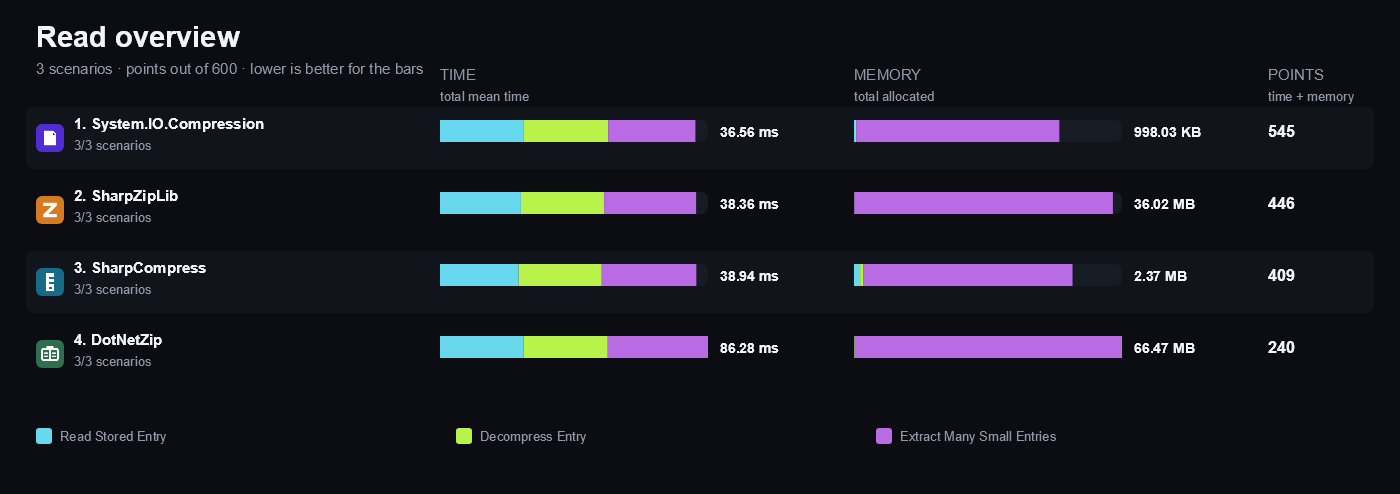 Read overview
3 scenarios · points out of 600 · lower is better for the bars
TIME
total mean time
MEMORY
total allocated
POINTS
time + memory
1. System.IO.Compression
3/3 scenarios
36.56 ms
998.03 KB
545
2. SharpZipLib
3/3 scenarios
38.36 ms
36.02 MB
446
3. SharpCompress
3/3 scenarios
38.94 ms
2.37 MB
409
4. DotNetZip
3/3 scenarios
86.28 ms
66.47 MB
240
Read Stored Entry
Decompress Entry
Extract Many Small Entries